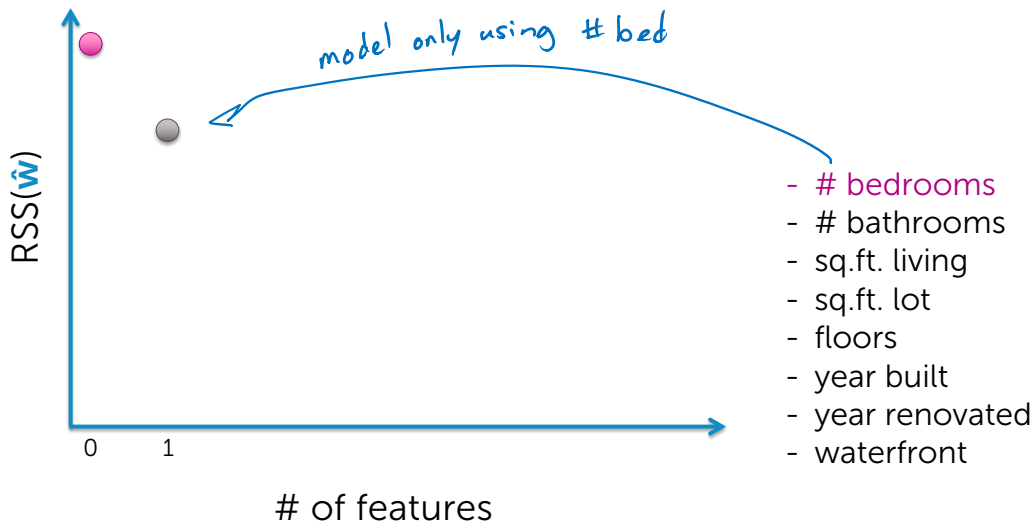 model only using # bed
RSS(ŵ)
- # bedrooms
- # bathrooms
- sq.ft. living
- sq.ft. lot
- floors
- year built
- year renovated
- waterfront
0 1
# of features